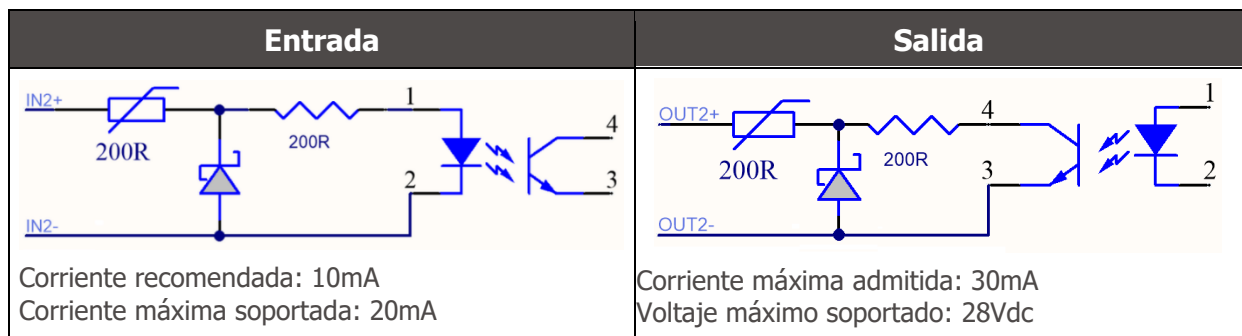 Entrada
Salida
IN2+
200R
200R
1
2
4
3
IN2-
OUT2+
200R
200R
4
3
1
2
OUT2-
Corriente recomendada: 10mA
Corriente máxima soportada: 20mA
Corriente máxima admitida: 30mA
Voltaje máximo soportado: 28Vdc